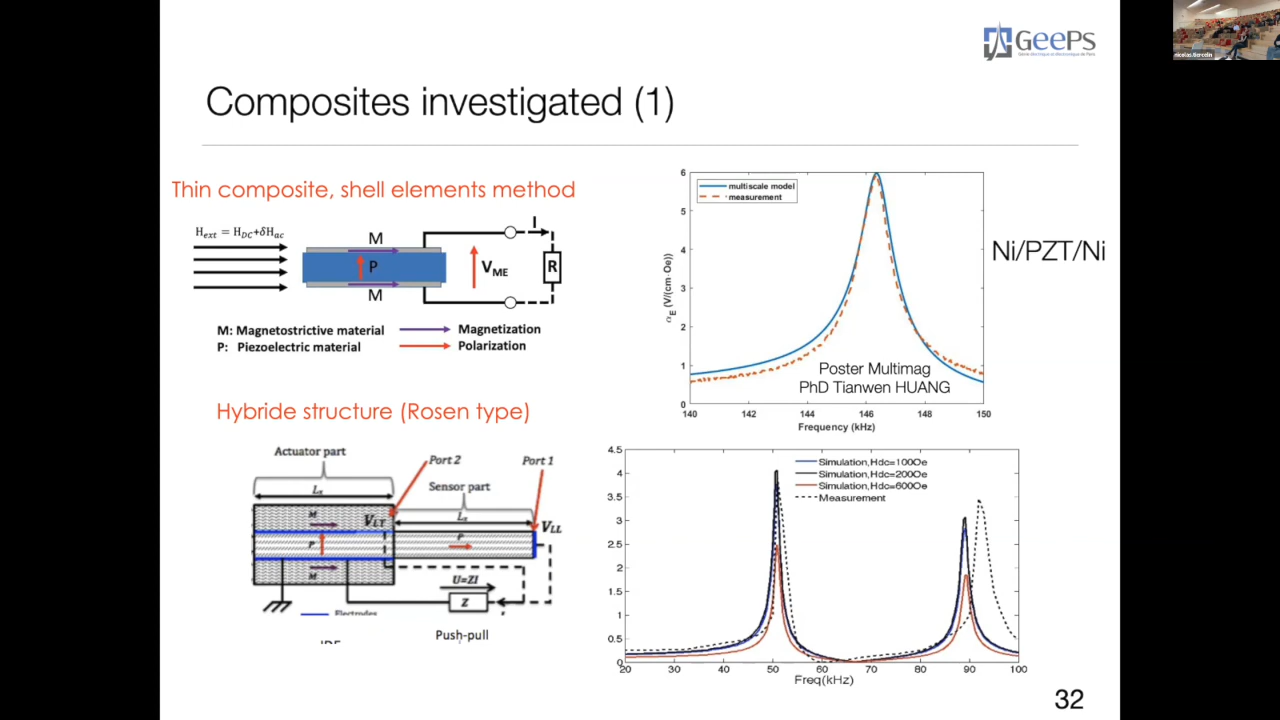 GeePs
nicolas.Bercein
Composites investigated (1)
Thin composite, shell elements method
H_ext = H_DC+δH_ac
M
P
M
I
V_ME
R
M: Magnetostrictive material
Magnetization
P: Piezoelectric material
Polarization
6
5
4
3
2
1
0
α_E (V/(cm·Oe))
multiscale model
measurement
Poster Multimag
PhD Tianwen HUANG
140 142 144 146 148 150
Frequency (kHz)
Ni/PZT/Ni
Hybride structure (Rosen type)
Actuator part
Port 2
Port 1
Sensor part
M
V_LT
V_LL
P
P
M
U=ZI
Z
Electrodes
Push-pull
4.5
4
3.5
3
2.5
2
1.5
1
0.5
0
Simulation,Hdc=100Oe
Simulation,Hdc=200Oe
Simulation,Hdc=600Oe
Measurement
20 30 40 50 60 70 80 90 100
Freq(kHz)
32